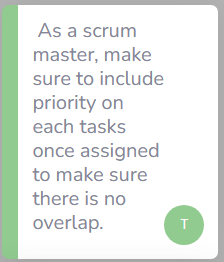 As a scrum
master, make
sure to include
priority on
each tasks
once assigned
to make sure
there is no
overlap.
T